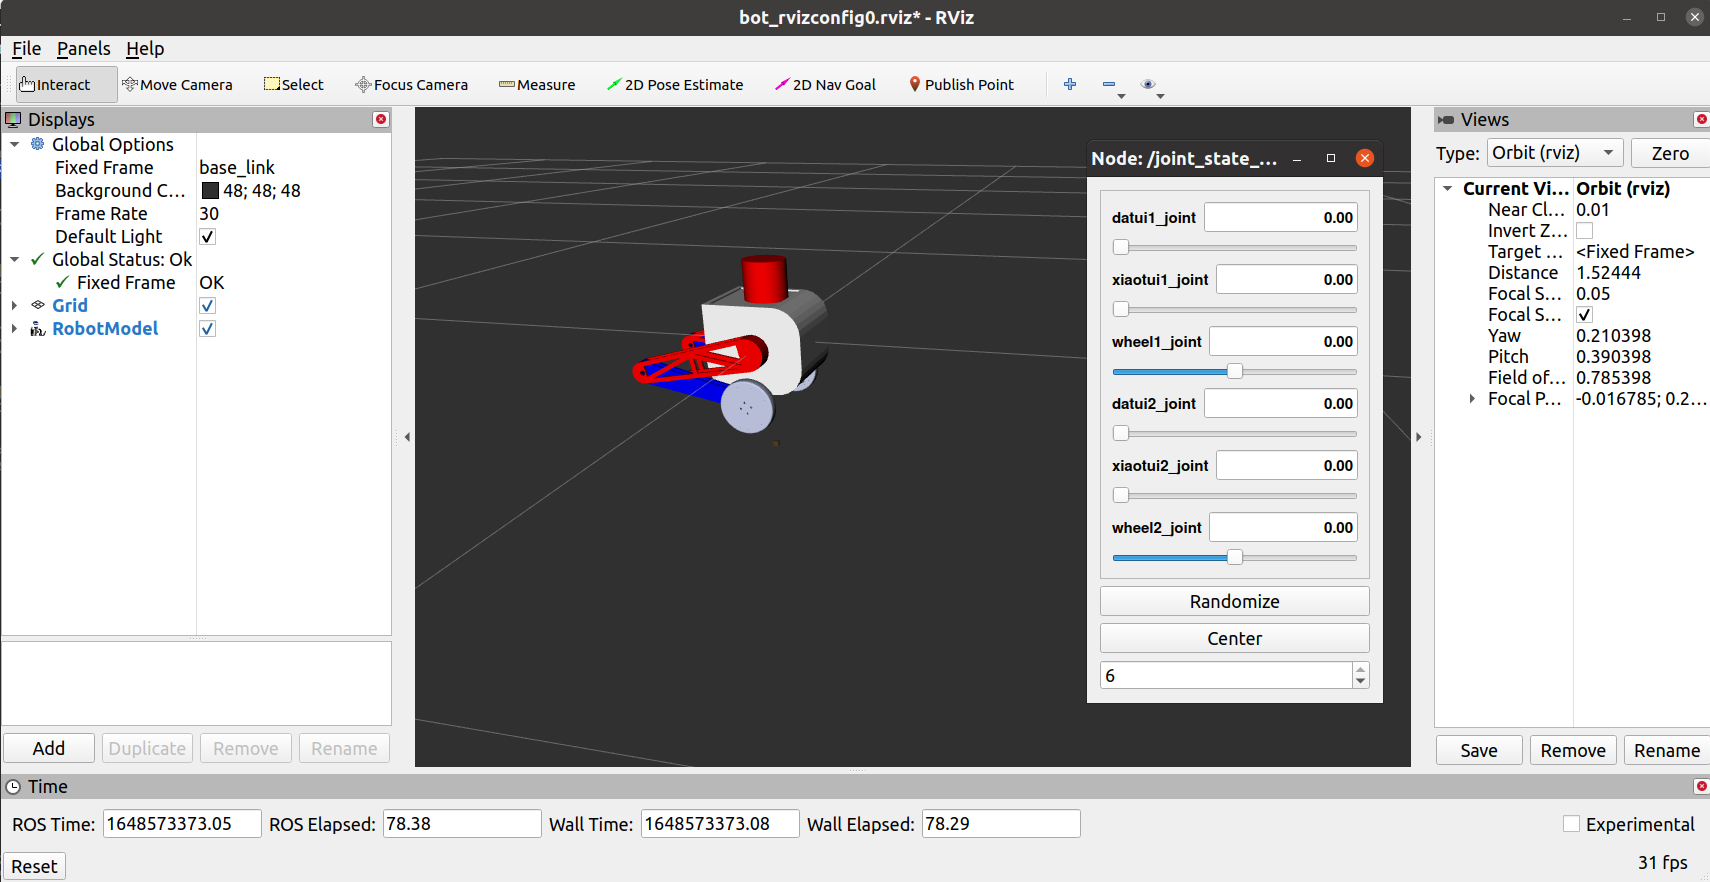 bot_rvizconfig0.rviz* - RViz
File Panels Help
Interact Move Camera Select Focus Camera Measure 2D Pose Estimate 2D Nav Goal Publish Point
Displays
Global Options
Fixed Frame base_link
Background C... 48; 48; 48
Frame Rate 30
Default Light
Global Status: Ok
Fixed Frame OK
Grid
RobotModel
Add Duplicate Remove Rename
Node: /joint_state_...
datui1_joint 0.00
xiaotui1_joint 0.00
wheel1_joint 0.00
datui2_joint 0.00
xiaotui2_joint 0.00
wheel2_joint 0.00
Randomize
Center
6
Views
Type: Orbit (rviz) Zero
Current Vi... Orbit (rviz)
Near Cl... 0.01
Invert Z...
Target ... <Fixed Frame>
Distance 1.52444
Focal S... 0.05
Focal S...
Yaw 0.210398
Pitch 0.390398
Field of... 0.785398
Focal P... -0.016785; 0.2...
Save Remove Rename
Time
ROS Time: 1648573373.05 ROS Elapsed: 78.38 Wall Time: 1648573373.08 Wall Elapsed: 78.29 Experimental
Reset 31 fps